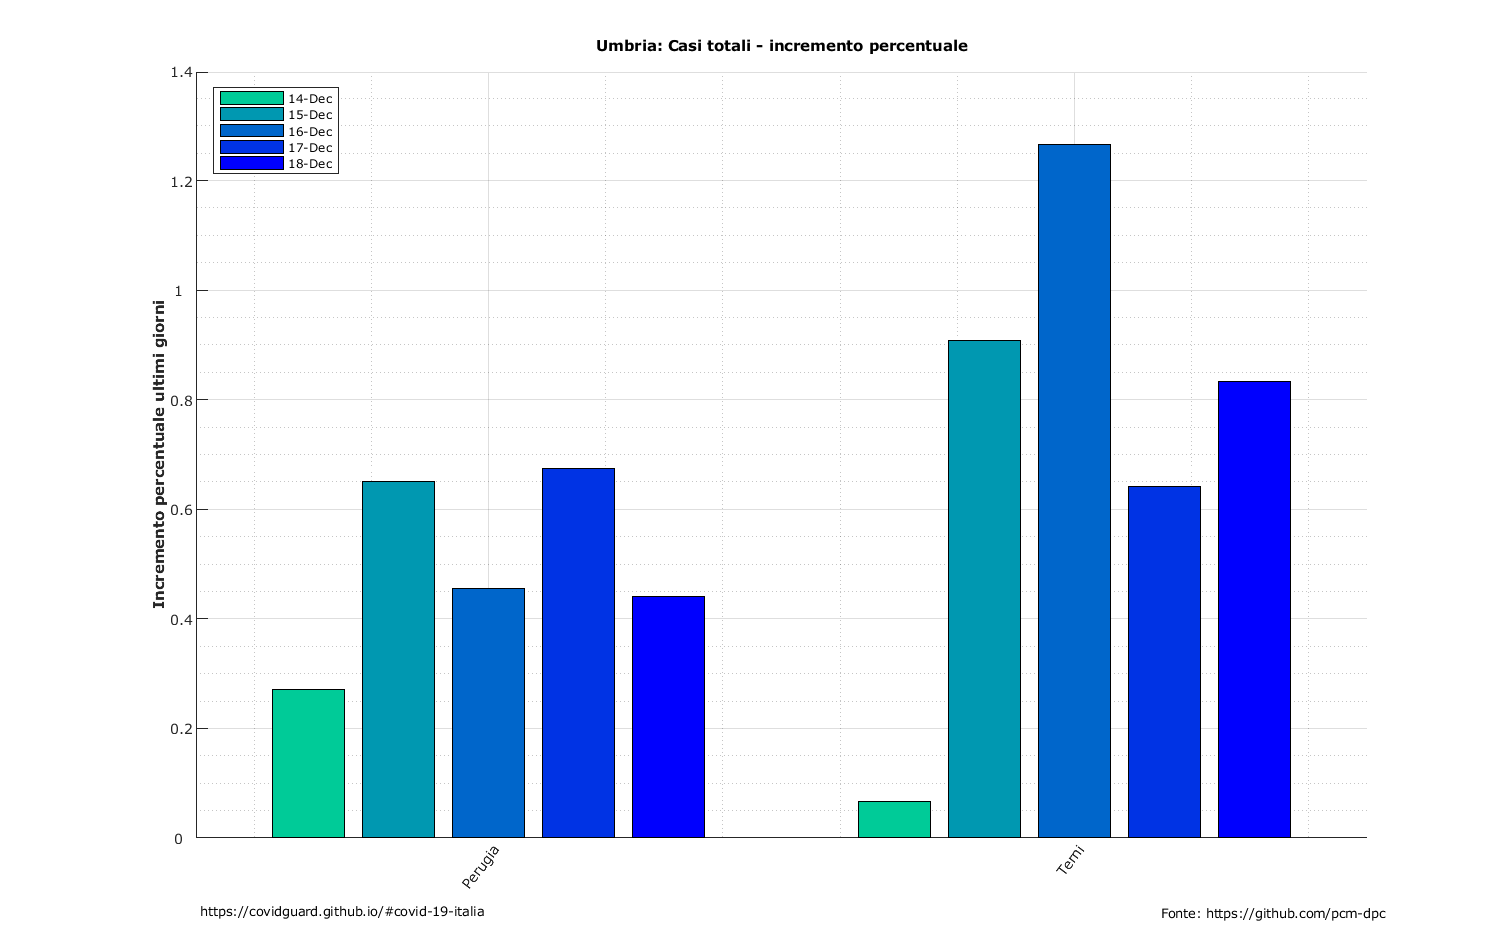 Umbria: Casi totali - incremento percentuale
Incremento percentuale ultimi giorni
1.4
1.2
1
0.8
0.6
0.4
0.2
0
14-Dec
15-Dec
16-Dec
17-Dec
18-Dec
Perugia
Terni
https://covidguard.github.io/#covid-19-italia
Fonte: https://github.com/pcm-dpc